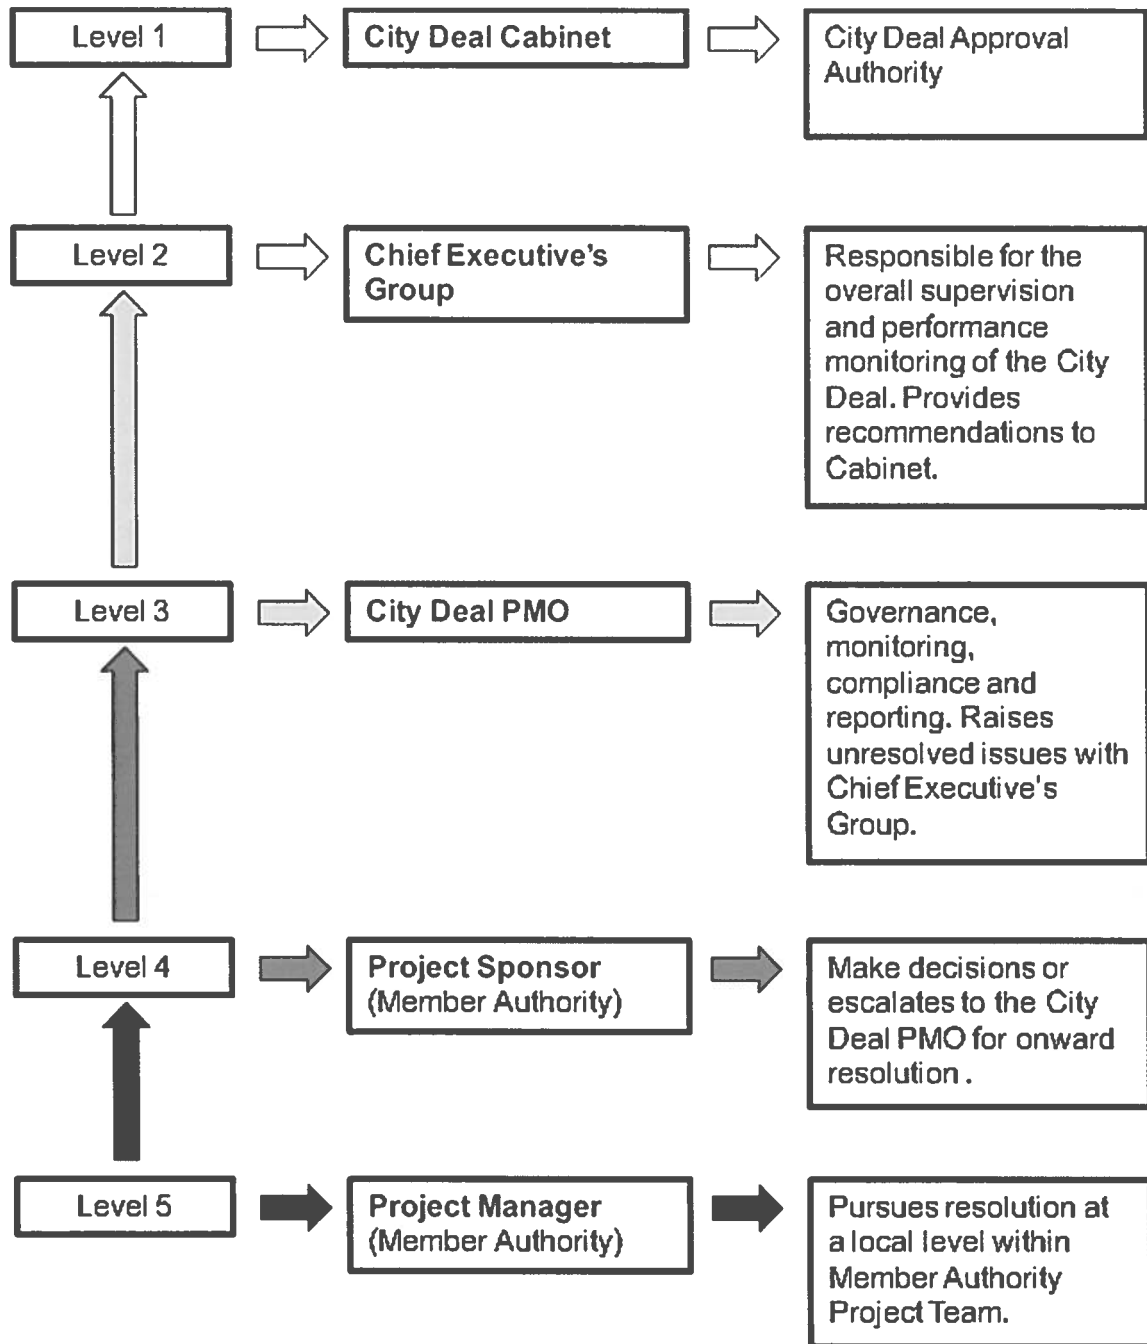 Level 1
City Deal Cabinet
City Deal Approval
Authority
Level 2
Chief Executive's
Group
Responsible for the
overall supervision
and performance
monitoring of the City
Deal. Provides
recommendations to
Cabinet.
Level 3
City Deal PMO
Governance,
monitoring,
compliance and
reporting. Raises
unresolved issues with
Chief Executive's
Group.
Level 4
Project Sponsor
(Member Authority)
Make decisions or
escalates to the City
Deal PMO for onward
resolution .
Level 5
Project Manager
(Member Authority)
Pursues resolution at
a local level within
Member Authority
Project Team.